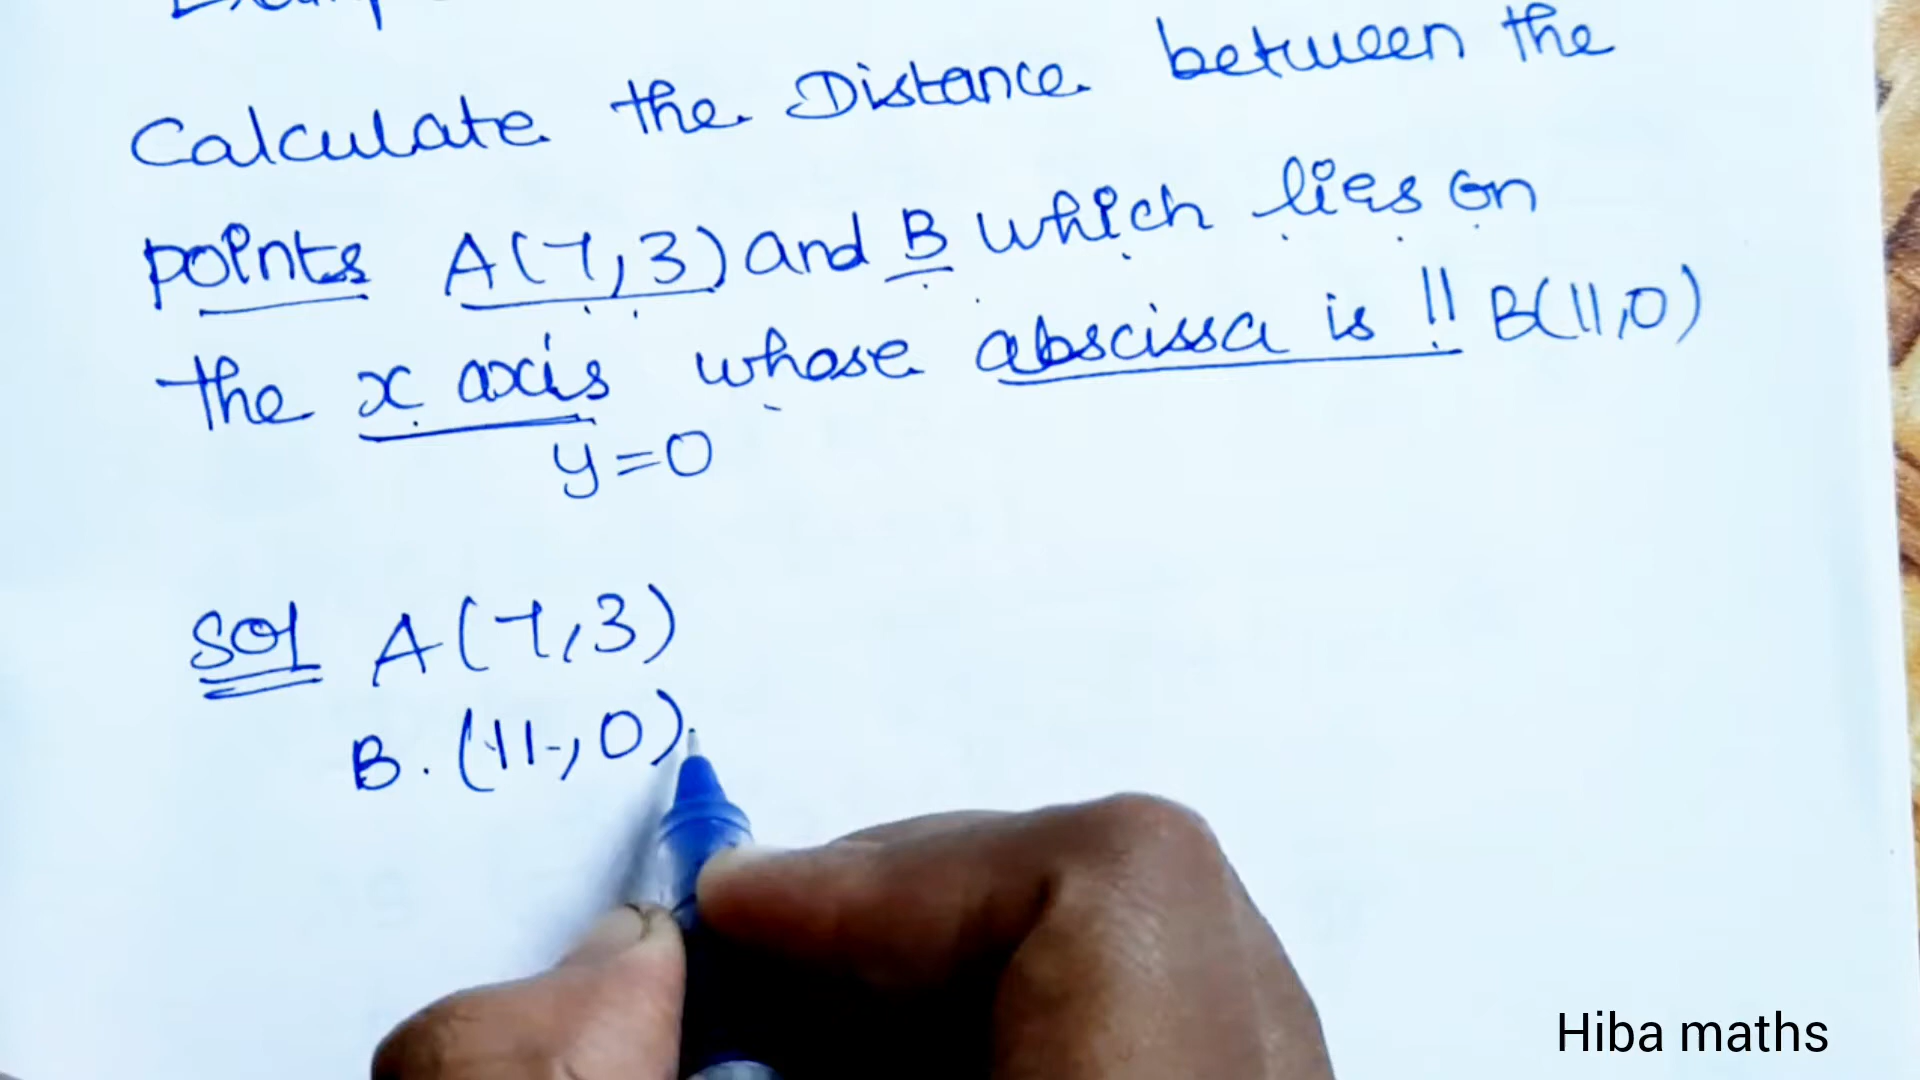 Calculate the Distance between the
points A(7,3) and B which lies on
the x axis whose abscissa is 11 B(11,0)
y=0
Sol A(7,3)
B. (11,0)
Hiba maths